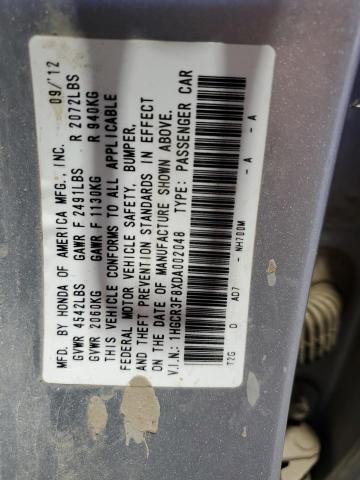 MFD. BY HONDA OF AMERICA MFG., INC. 09/'12
GVWR 4542LBS GAWR F 2491LBS R 2072LBS
GVWR 2060KG GAWR F 1130KG R 940KG
THIS VEHICLE CONFORMS TO ALL APPLICABLE
FEDERAL MOTOR VEHICLE SAFETY, BUMPER,
AND THEFT PREVENTION STANDARDS IN EFFECT
ON THE DATE OF MANUFACTURE SHOWN ABOVE.
V.I.N.: 1HGCR3F8XDA002048 TYPE: PASSENGER CAR
T2G D AD7 - NH700M - A - A